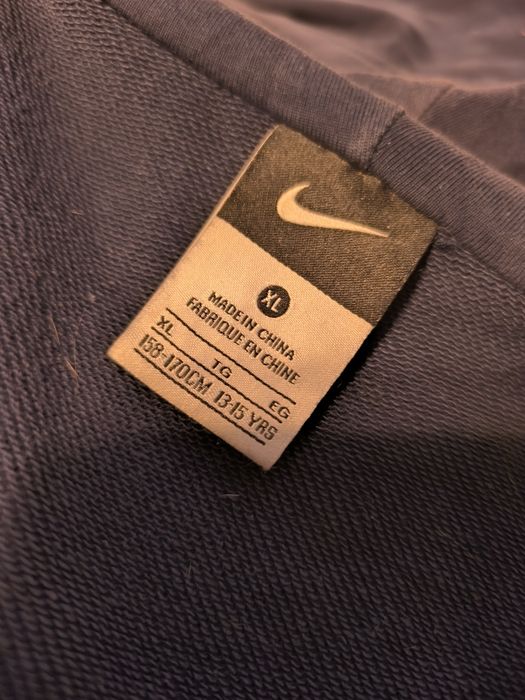 XL
MADE IN CHINA
FABRIQUE EN CHINE
XL TG EG
158-170CM 13-15 YRS